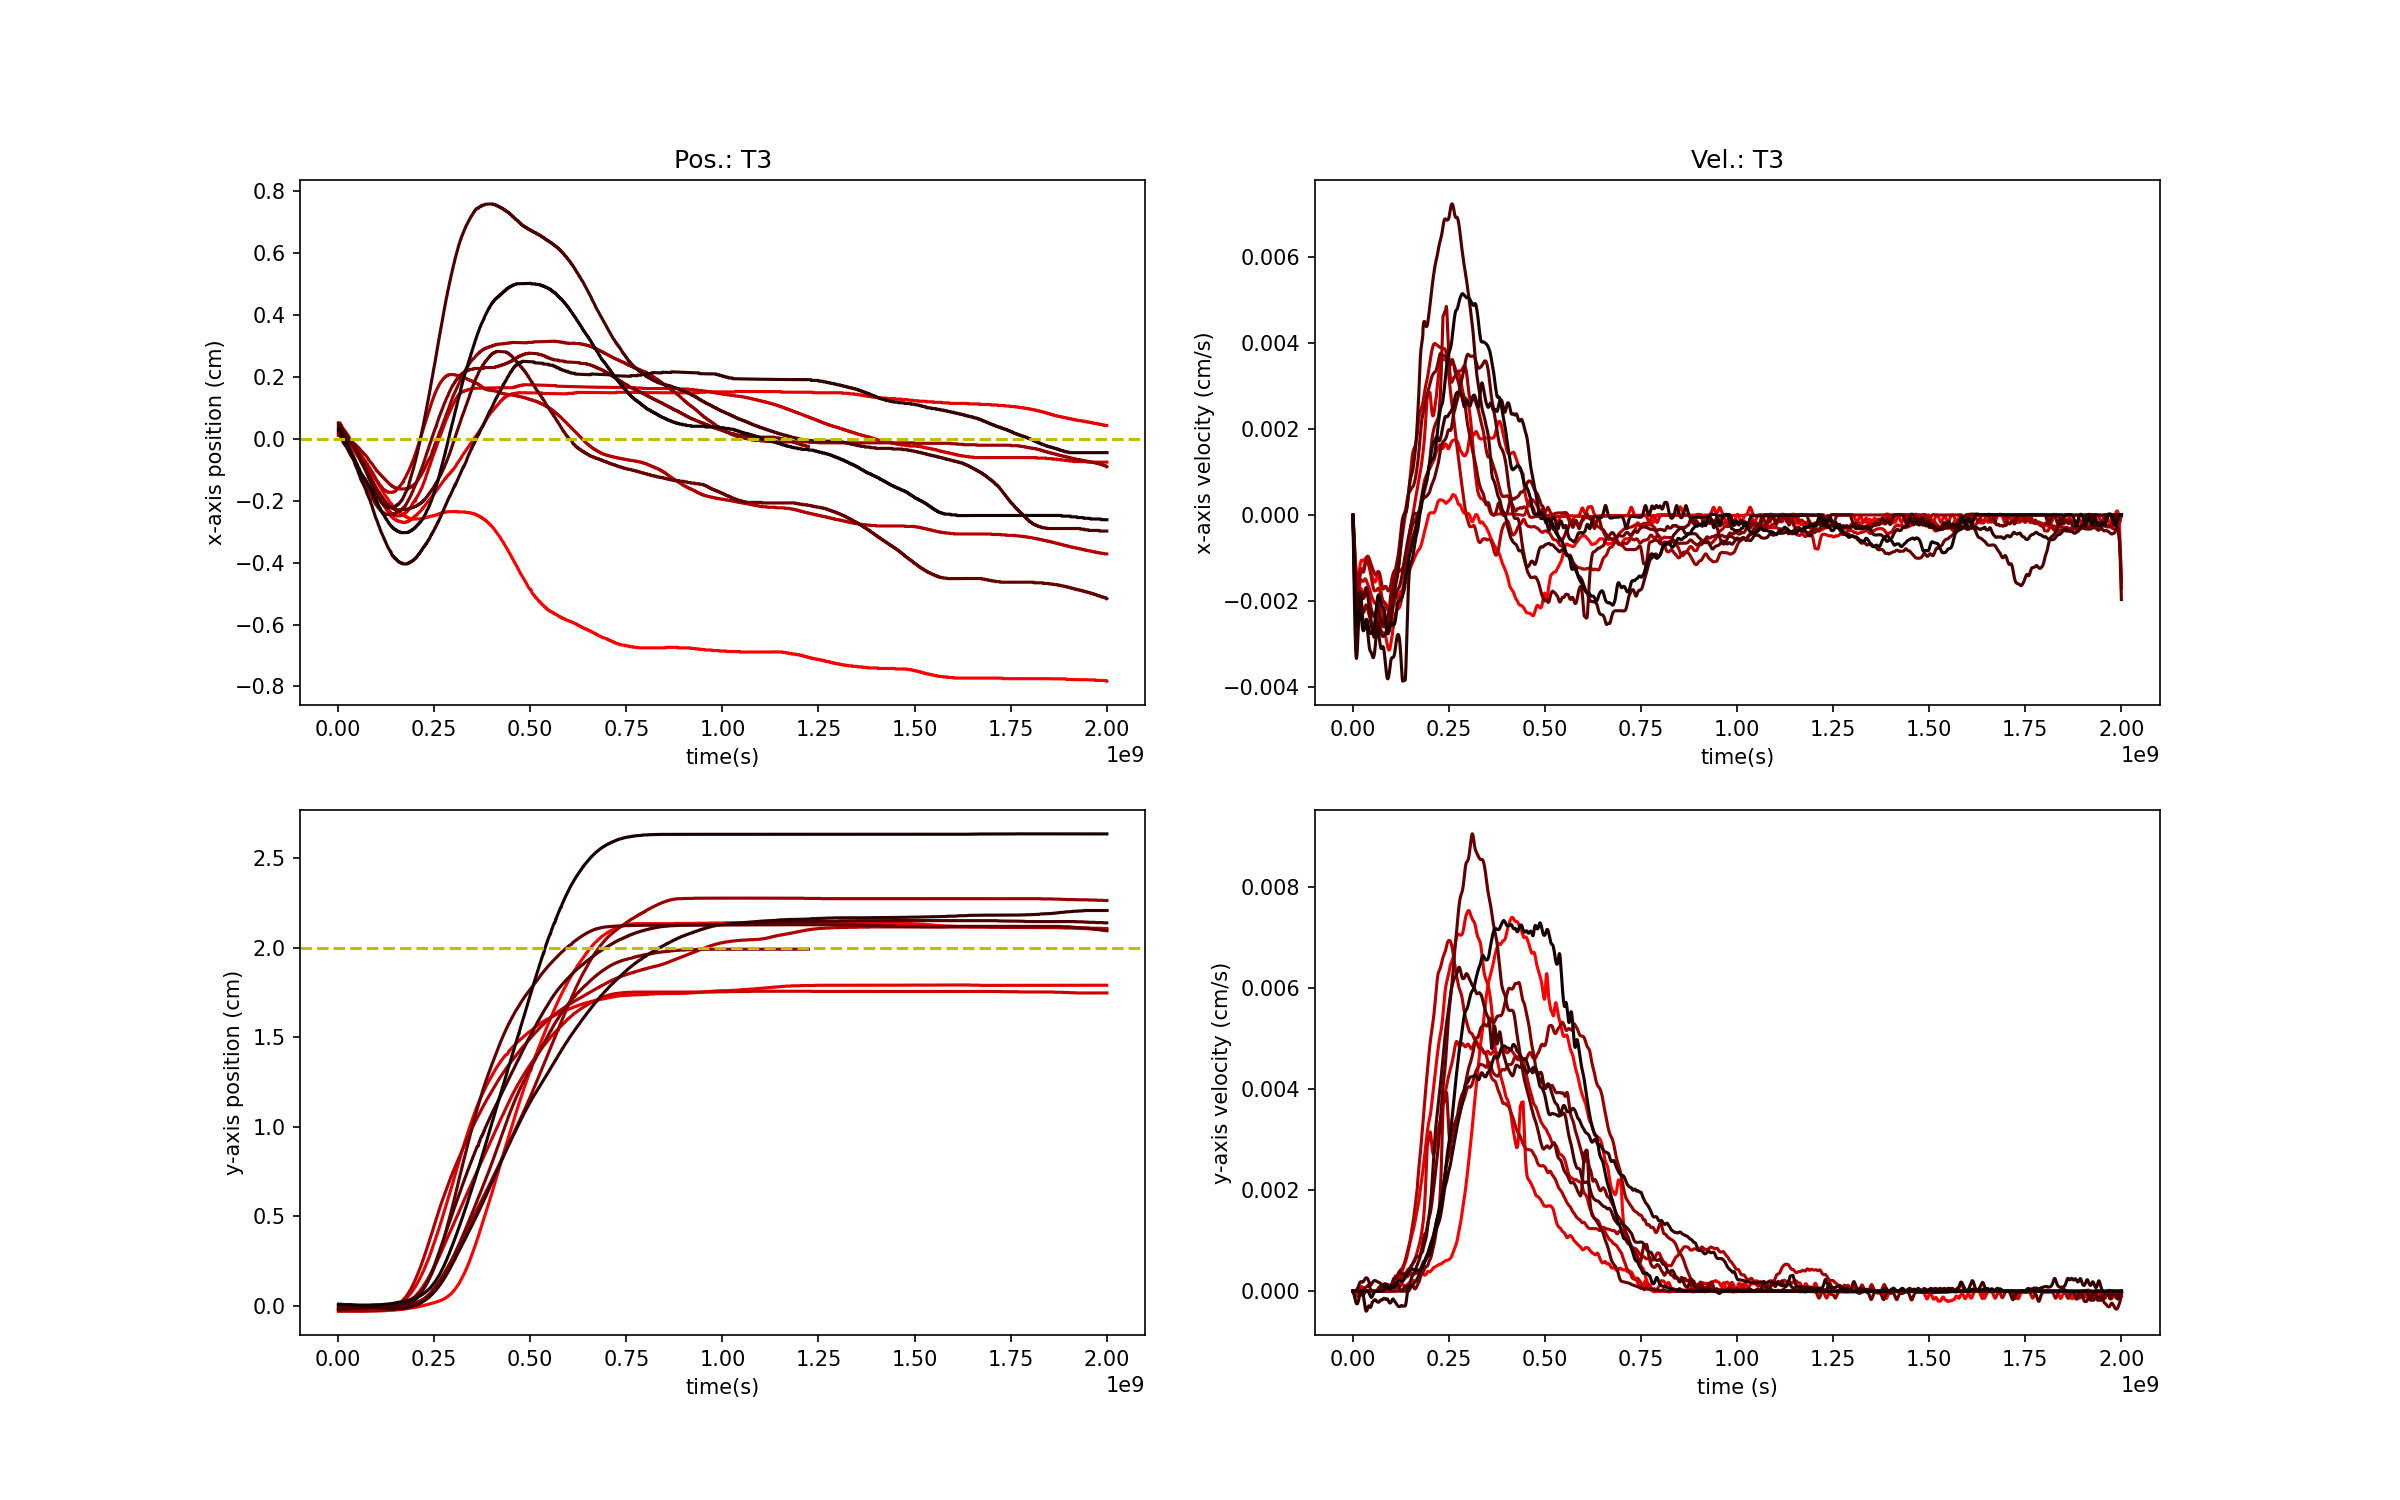 Pos.: T3
x-axis position (cm)
0.8
0.6
0.4
0.2
0.0
−0.2
−0.4
−0.6
−0.8
0.00 0.25 0.50 0.75 1.00 1.25 1.50 1.75 2.00
time(s)
1e9
Vel.: T3
x-axis velocity (cm/s)
0.006
0.004
0.002
0.000
−0.002
−0.004
0.00 0.25 0.50 0.75 1.00 1.25 1.50 1.75 2.00
time(s)
1e9
y-axis position (cm)
2.5
2.0
1.5
1.0
0.5
0.0
0.00 0.25 0.50 0.75 1.00 1.25 1.50 1.75 2.00
time(s)
1e9
y-axis velocity (cm/s)
0.008
0.006
0.004
0.002
0.000
0.00 0.25 0.50 0.75 1.00 1.25 1.50 1.75 2.00
time (s)
1e9